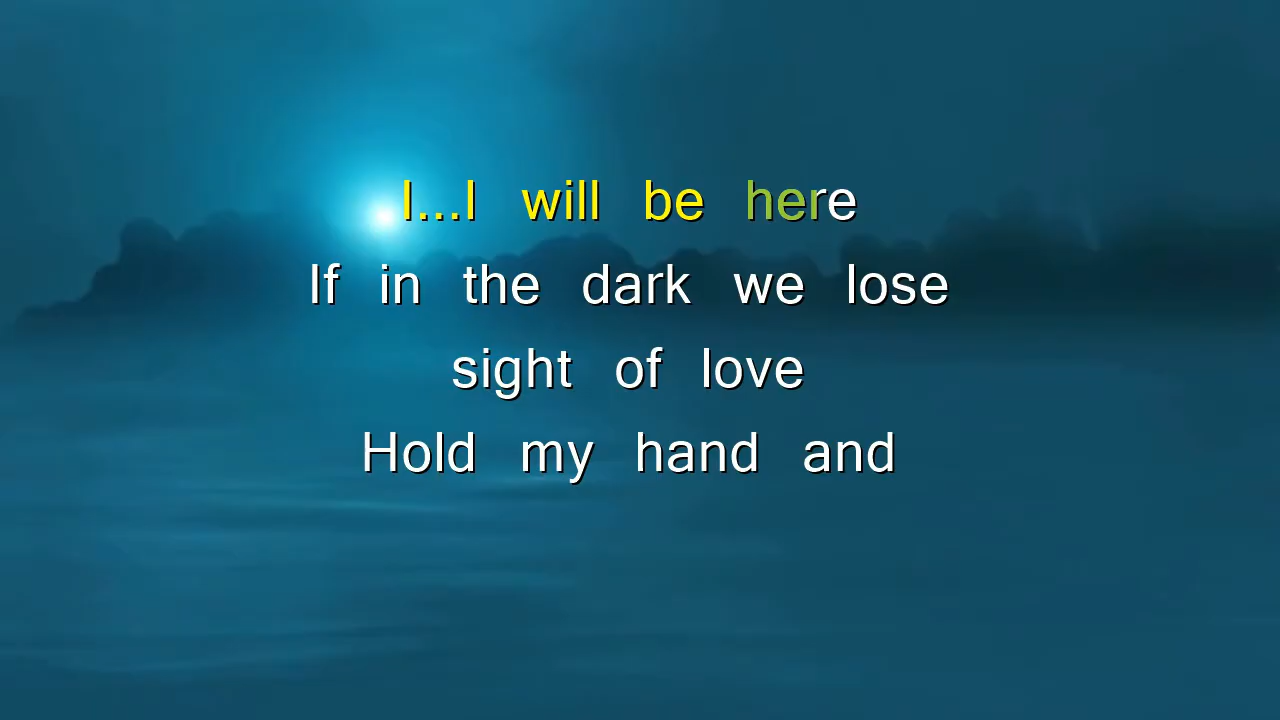 I...I will be here
If in the dark we lose
sight of love
Hold my hand and